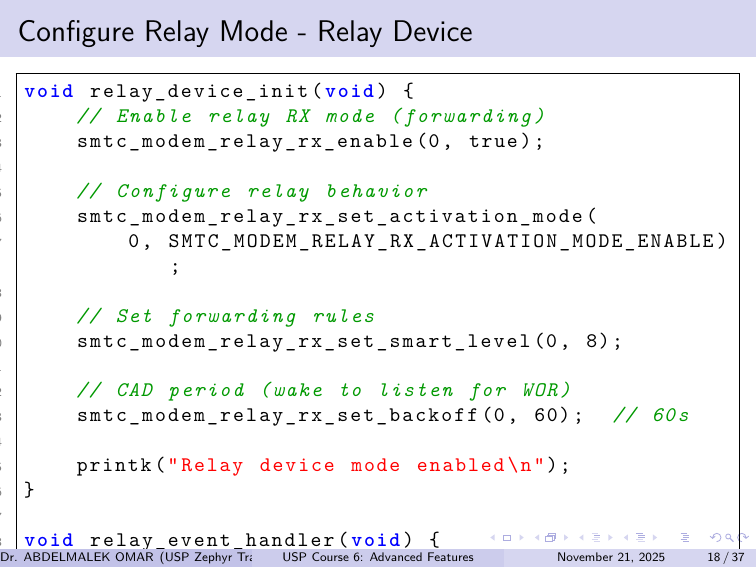 Configure Relay Mode - Relay Device
void relay_device_init(void) {
// Enable relay RX mode (forwarding)
smtc_modem_relay_rx_enable(0, true);
// Configure relay behavior
smtc_modem_relay_rx_set_activation_mode(
0, SMTC_MODEM_RELAY_RX_ACTIVATION_MODE_ENABLE)
;
// Set forwarding rules
smtc_modem_relay_rx_set_smart_level(0, 8);
// CAD period (wake to listen for WOR)
smtc_modem_relay_rx_set_backoff(0, 60);  // 60s
printk("Relay device mode enabled\n");
}
void relay_event_handler(void) {
Dr. ABDELMALEK OMAR (USP Zephyr Tra USP Course 6: Advanced Features November 21, 2025 18 / 37